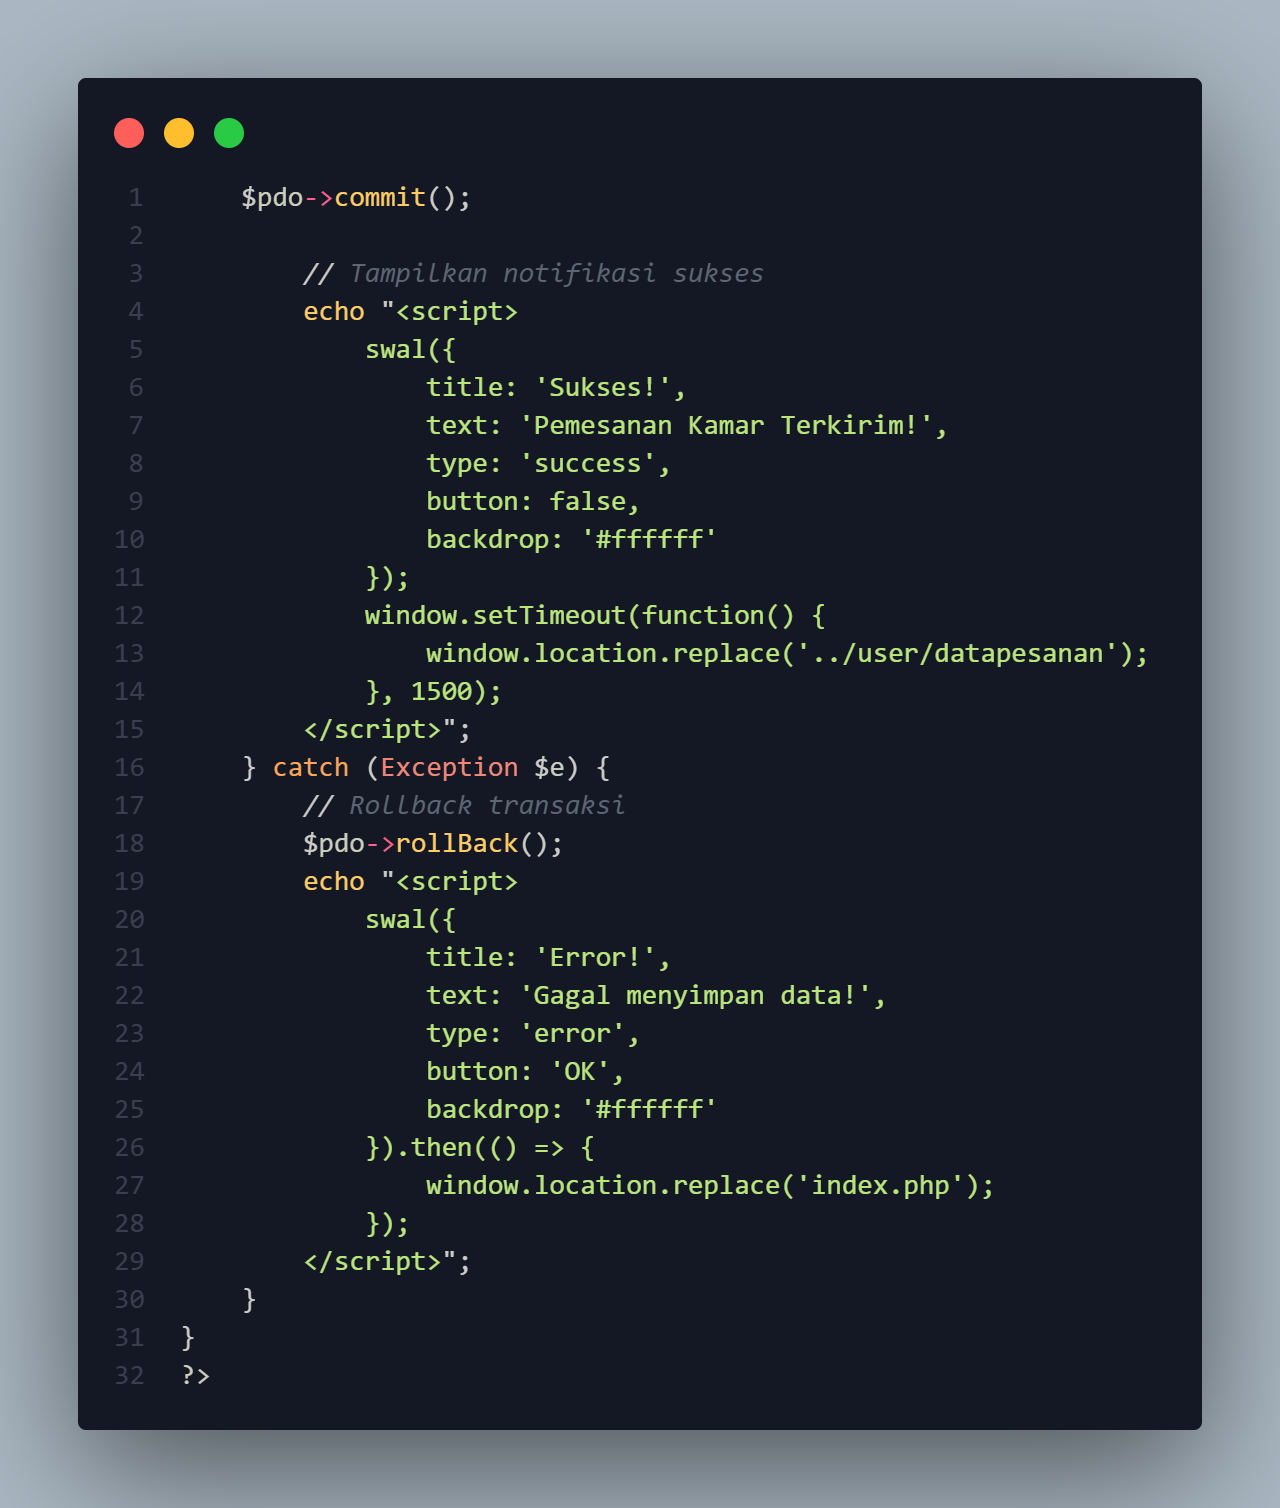 1 $pdo->commit();
2
3 // Tampilkan notifikasi sukses
4 echo "<script>
5 swal({
6 title: 'Sukses!',
7 text: 'Pemesanan Kamar Terkirim!',
8 type: 'success',
9 button: false,
10 backdrop: '#ffffff'
11 });
12 window.setTimeout(function() {
13 window.location.replace('../user/datapesanan');
14 }, 1500);
15 </script>";
16 } catch (Exception $e) {
17 // Rollback transaksi
18 $pdo->rollBack();
19 echo "<script>
20 swal({
21 title: 'Error!',
22 text: 'Gagal menyimpan data!',
23 type: 'error',
24 button: 'OK',
25 backdrop: '#ffffff'
26 }).then(() => {
27 window.location.replace('index.php');
28 });
29 </script>";
30 }
31 }
32 ?>